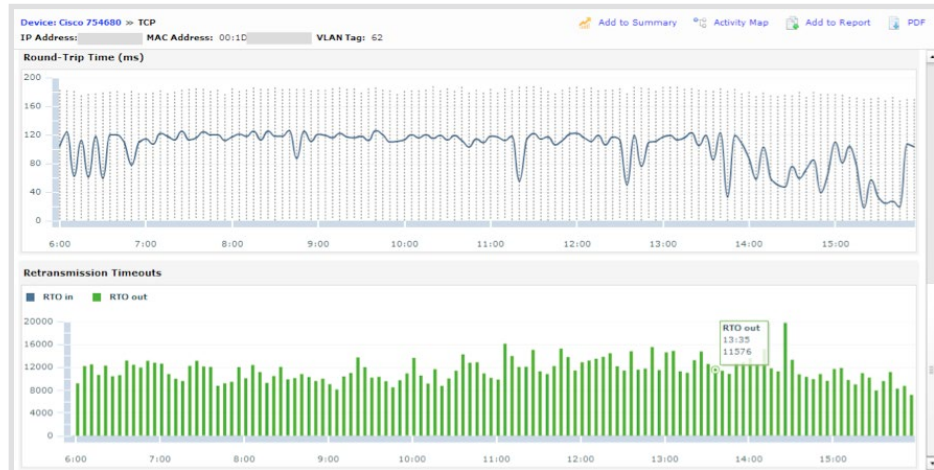 Device: Cisco 754680 » TCP
Add to Summary Activity Map Add to Report PDF
IP Address: MAC Address: 00:1D VLAN Tag: 62
Round-Trip Time (ms)
200
160
120
80
40
0
6:00 7:00 8:00 9:00 10:00 11:00 12:00 13:00 14:00 15:00
Retransmission Timeouts
RTO in RTO out
20000
16000
12000
8000
4000
0
RTO out
13:35
11576
6:00 7:00 8:00 9:00 10:00 11:00 12:00 13:00 14:00 15:00